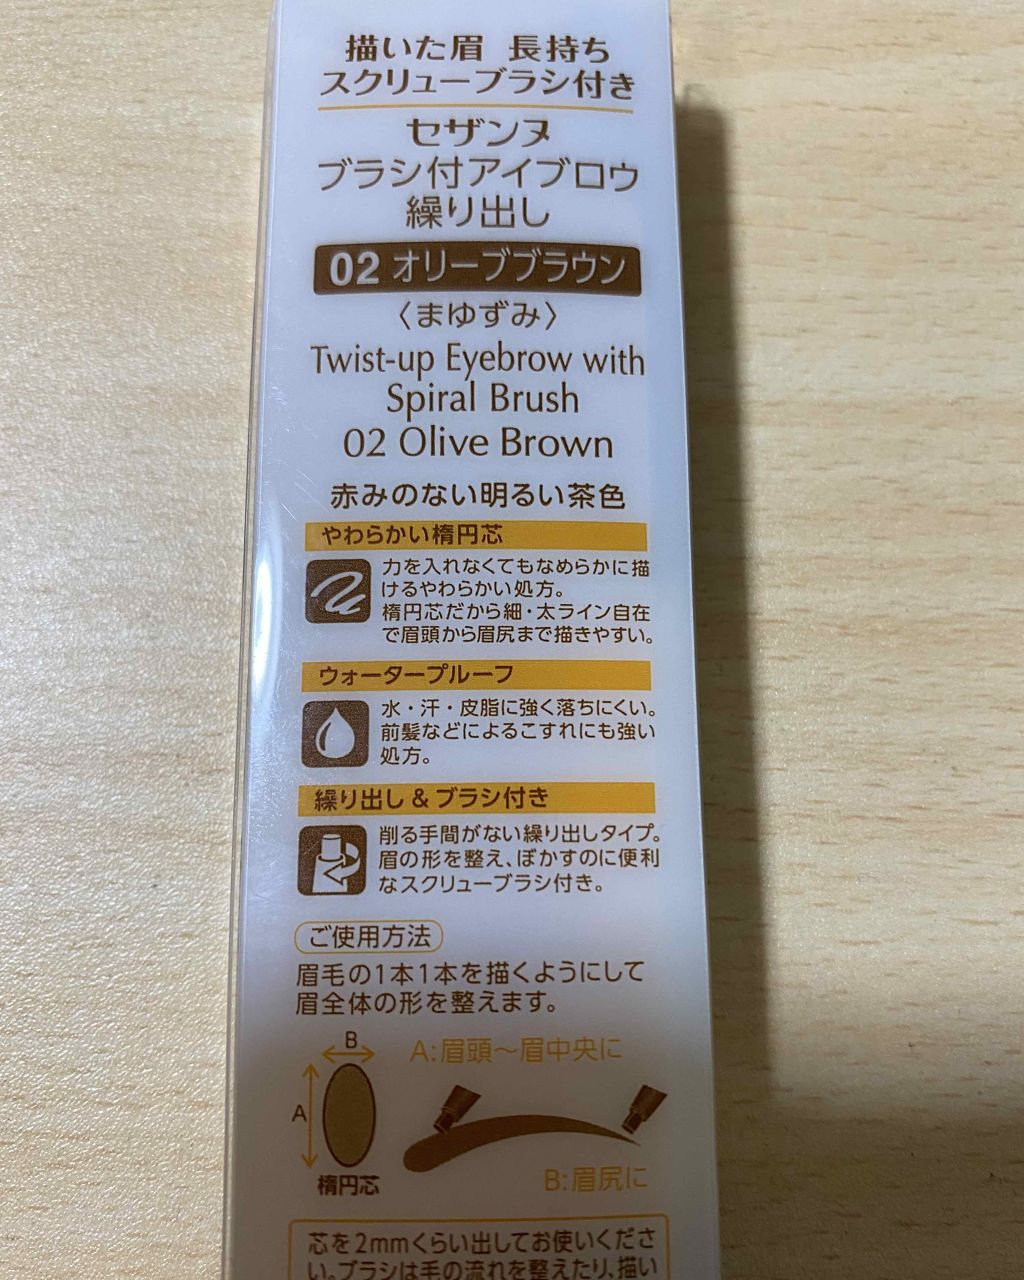 描いた眉 長持ち
スクリューブラシ付き
セザンヌ
ブラシ付アイブロウ
繰り出し
02 オリーブブラウン
〈まゆずみ〉
Twist-up Eyebrow with
Spiral Brush
02 Olive Brown
赤みのない明るい茶色
やわらかい楕円芯
力を入れなくてもなめらかに描
けるやわらかい処方。
楕円芯だから細・太ライン自在
で眉頭から眉尻まで描きやすい。
ウォータープルーフ
水・汗・皮脂に強く落ちにくい。
前髪などによるこすれにも強い
処方。
繰り出し & ブラシ付き
削る手間がない繰り出しタイプ。
眉の形を整え、ぼかすのに便利
なスクリューブラシ付き。
ご使用方法
眉毛の1本1本を描くようにして
眉全体の形を整えます。
B
A:眉頭〜眉中央に
A
楕円芯
B:眉尻に
芯を2mmくらい出してお使いくださ
い。ブラシは毛の流れを整えたり、描い